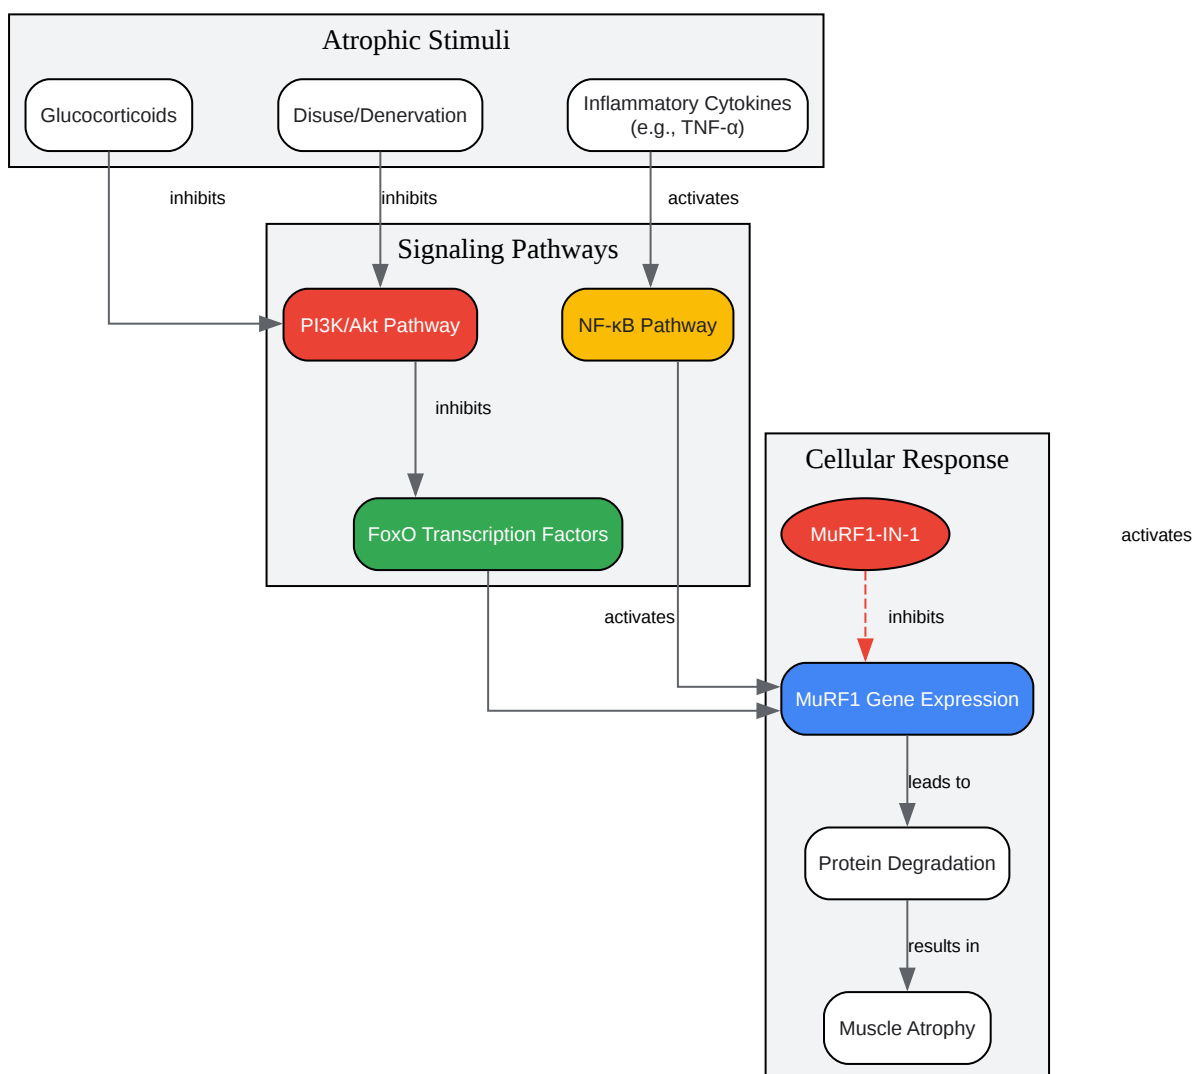 Atrophic Stimuli
Glucocorticoids
Disuse/Denervation
Inflammatory Cytokines
(e.g., TNF-α)
inhibits
inhibits
activates
Signaling Pathways
PI3K/Akt Pathway
NF-κB Pathway
inhibits
Cellular Response
FoxO Transcription Factors
MuRF1-IN-1
activates
activates
inhibits
MuRF1 Gene Expression
leads to
Protein Degradation
results in
Muscle Atrophy